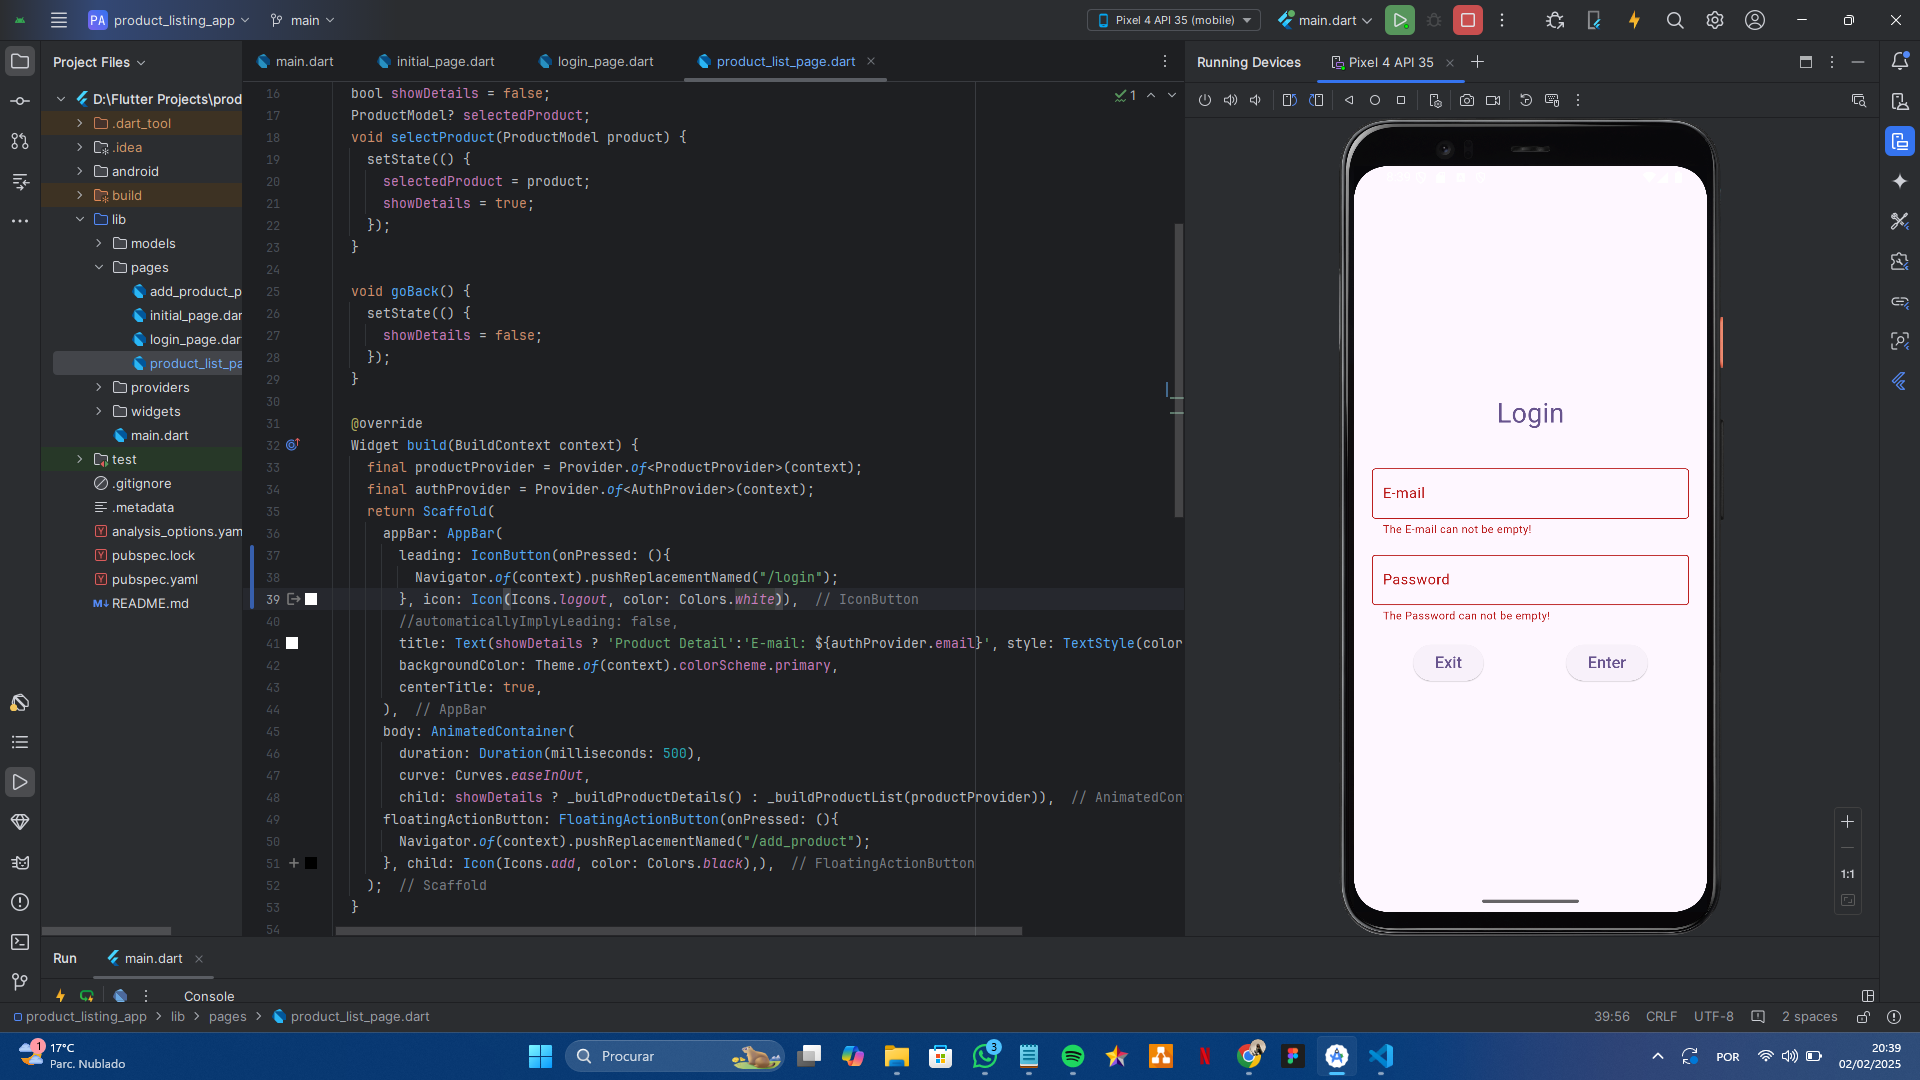 PA product_listing_app main Pixel 4 API 35 (mobile) main.dart
Project Files
D:\Flutter Projects\prod
.dart_tool
.idea
android
build
lib
models
pages
add_product_p
initial_page.dar
login_page.dar
product_list_pa
providers
widgets
main.dart
test
.gitignore
.metadata
analysis_options.yam
pubspec.lock
pubspec.yaml
README.md
main.dart initial_page.dart login_page.dart product_list_page.dart
1
16 bool showDetails = false;
17 ProductModel? selectedProduct;
18 void selectProduct(ProductModel product) {
19 setState(() {
20 selectedProduct = product;
21 showDetails = true;
22 });
23 }
24
25 void goBack() {
26 setState(() {
27 showDetails = false;
28 });
29 }
30
31 @override
32 Widget build(BuildContext context) {
33 final productProvider = Provider.of<ProductProvider>(context);
34 final authProvider = Provider.of<AuthProvider>(context);
35 return Scaffold(
36 appBar: AppBar(
37 leading: IconButton(onPressed: (){
38 Navigator.of(context).pushReplacementNamed("/login");
39 }, icon: Icon(Icons.logout, color: Colors.white)), // IconButton
40 //automaticallyImplyLeading: false,
41 title: Text(showDetails ? 'Product Detail':'E-mail: ${authProvider.email}', style: TextStyle(color
42 backgroundColor: Theme.of(context).colorScheme.primary,
43 centerTitle: true,
44 ), // AppBar
45 body: AnimatedContainer(
46 duration: Duration(milliseconds: 500),
47 curve: Curves.easeInOut,
48 child: showDetails ? _buildProductDetails() : _buildProductList(productProvider)), // AnimatedCon
49 floatingActionButton: FloatingActionButton(onPressed: (){
50 Navigator.of(context).pushReplacementNamed("/add_product");
51 }, child: Icon(Icons.add, color: Colors.black),), // FloatingActionButton
52 ); // Scaffold
53 }
54
Running Devices Pixel 4 API 35
Login
E-mail
The E-mail can not be empty!
Password
The Password can not be empty!
Exit Enter
1:1
Run main.dart
Console
product_listing_app > lib > pages > product_list_page.dart 39:56 CRLF UTF-8 2 spaces
1 17°C
Parc. Nublado
Procurar
3
POR
20:39
02/02/2025